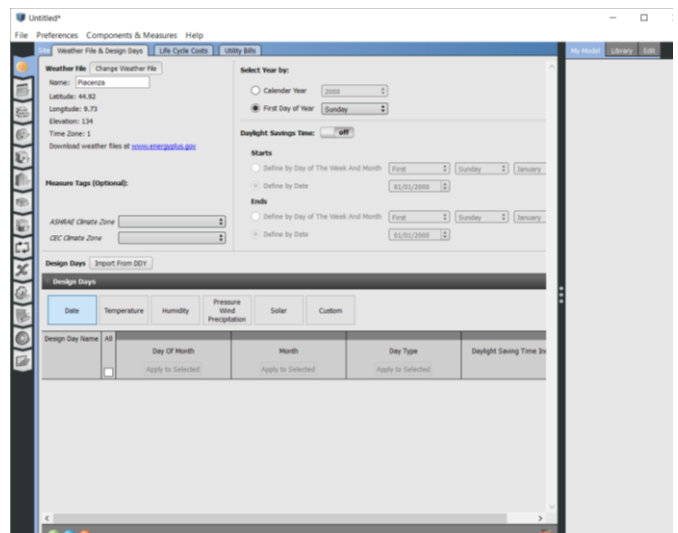 Untitled*
File Preferences Components & Measures Help
Site Weather File & Design Days Life Cycle Costs Utility Bills
My Model Library Edit
Weather File Change Weather File
Name: Piacenza
Latitude: 44.92
Longitude: 9.73
Elevation: 134
Time Zone: 1
Download weather files at www.energyplus.gov
Measure Tags (Optional):
ASHRAE Climate Zone
CEC Climate Zone
Select Year by:
Calender Year 2000
First Day of Year Sunday
Daylight Savings Time: off
Starts
Define by Day of The Week And Month First Sunday January
Define by Date 01/01/2000
Ends
Define by Day of The Week And Month First Sunday January
Define by Date 01/01/2000
Design Days Import From DDY
Design Days
Date Temperature Humidity Pressure Wind Precipitation Solar Custom
Design Day Name All Day Of Month Month Day Type Daylight Saving Time In
Apply to Selected Apply to Selected Apply to Selected